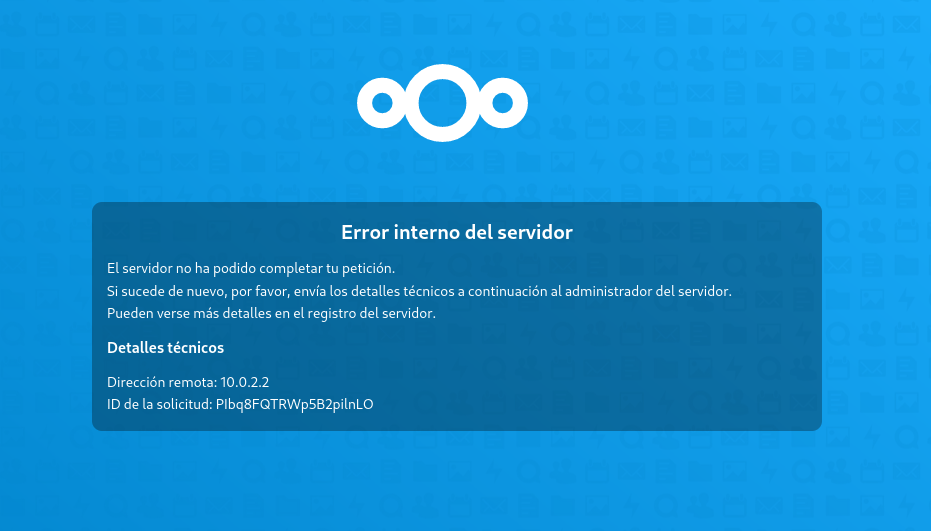 Error interno del servidor
El servidor no ha podido completar tu petición.
Si sucede de nuevo, por favor, envía los detalles técnicos a continuación al administrador del servidor.
Pueden verse más detalles en el registro del servidor.
Detalles técnicos
Dirección remota: 10.0.2.2
ID de la solicitud: PIbq8FQTRWp5B2pilnLO